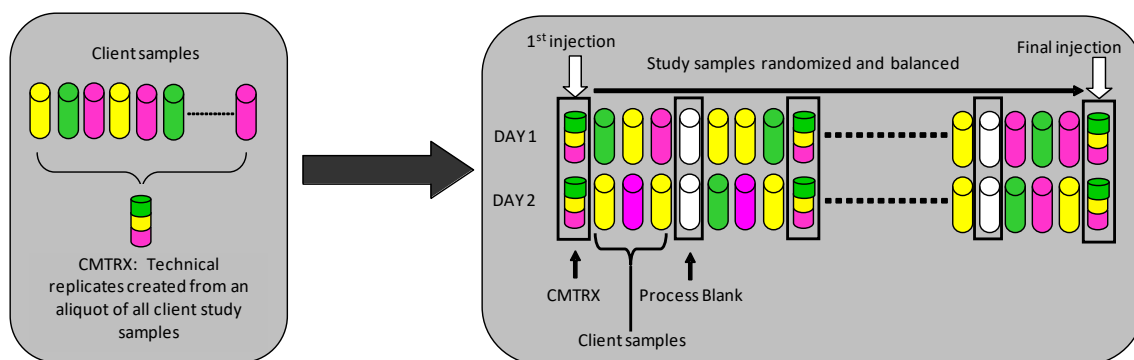 Client samples
CMTRX: Technical
replicates created from an
aliquot of all client study
samples
1st injection
Final injection
Study samples randomized and balanced
DAY 1
DAY 2
CMTRX
Process Blank
Client samples